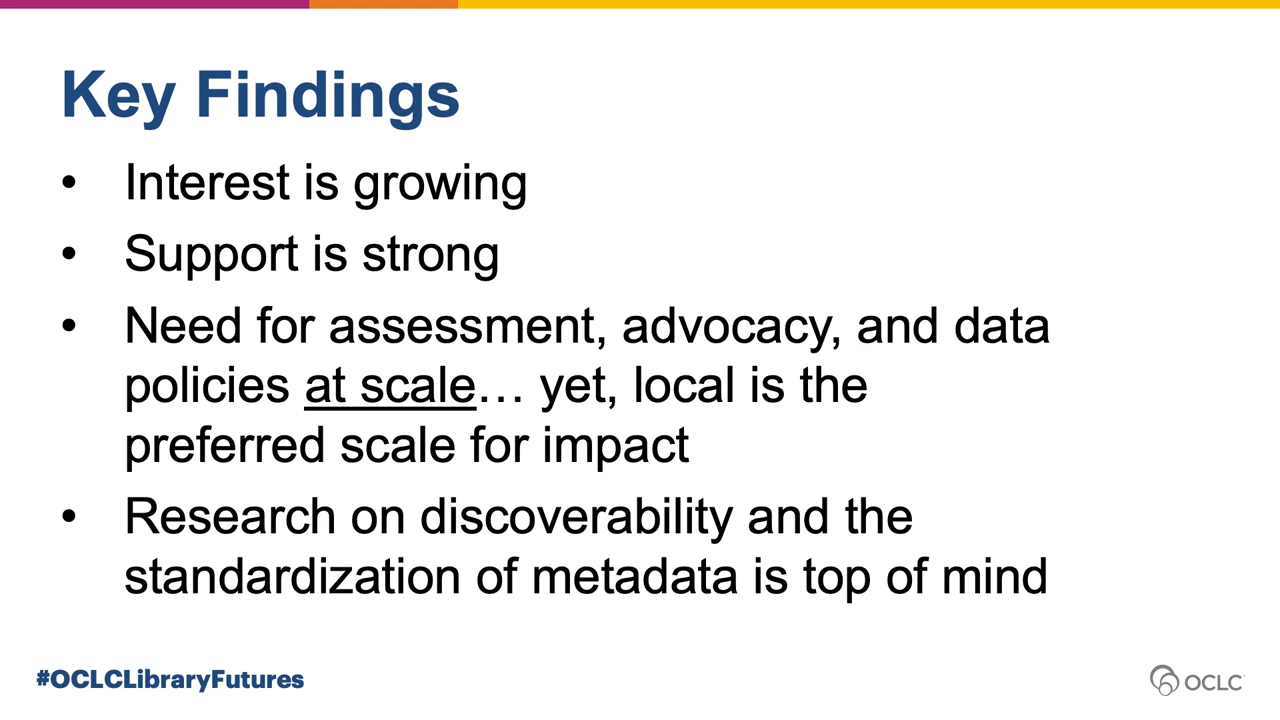 Key Findings
• Interest is growing
• Support is strong
• Need for assessment, advocacy, and data
policies at scale… yet, local is the
preferred scale for impact
• Research on discoverability and the
standardization of metadata is top of mind
#OCLCLibraryFutures
OCLC